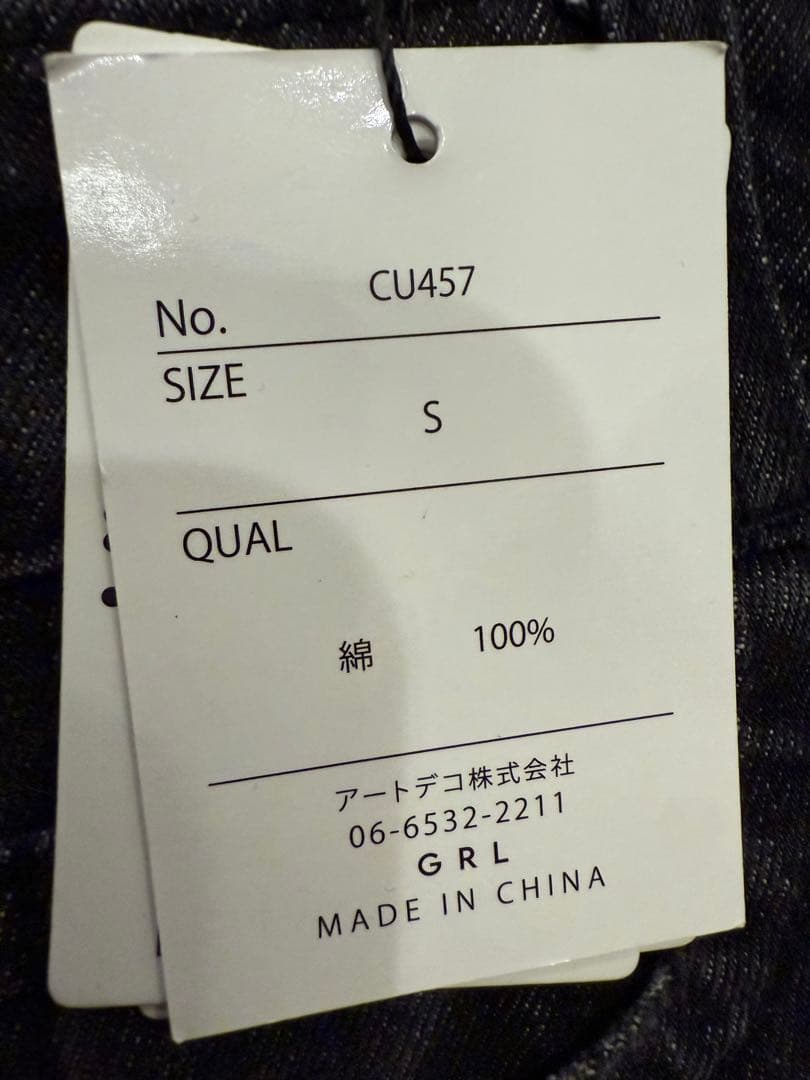 No. CU457
SIZE
S
QUAL
綿 100%
アートデコ株式会社
06-6532-2211
GRL
MADE IN CHINA